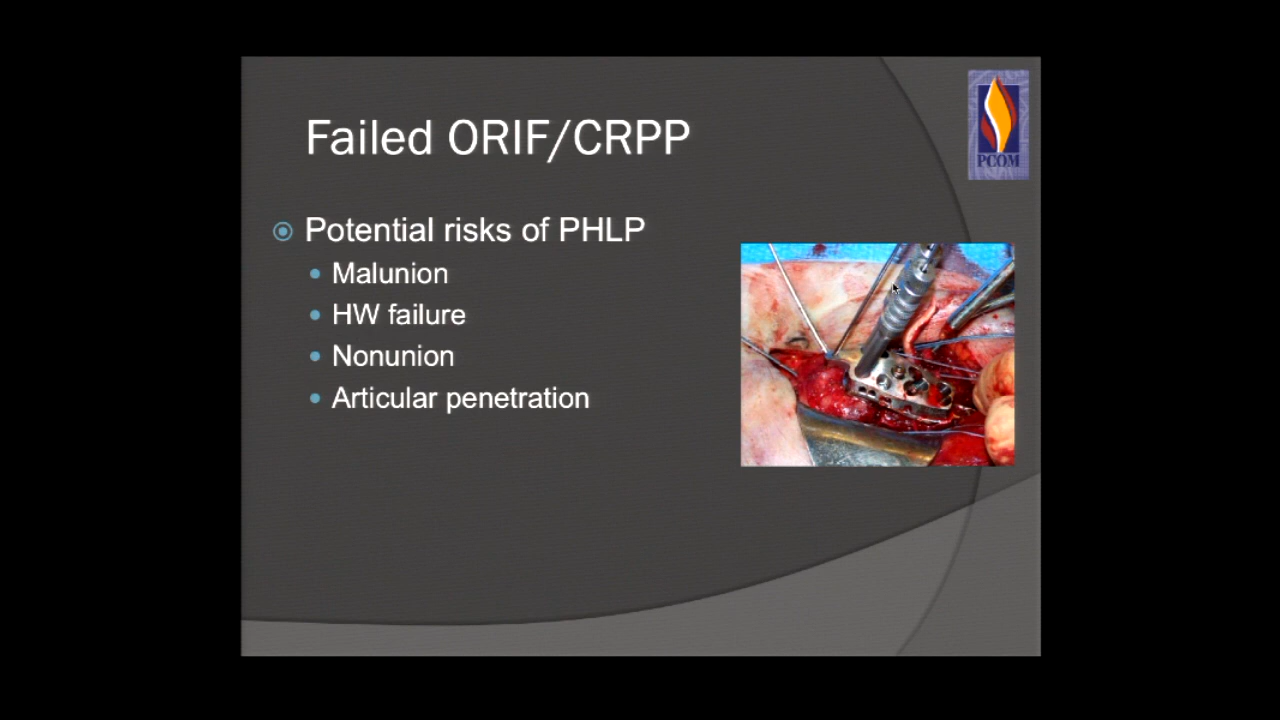 Failed ORIF/CRPP
PCOM
Potential risks of PHLP
Malunion
HW failure
Nonunion
Articular penetration